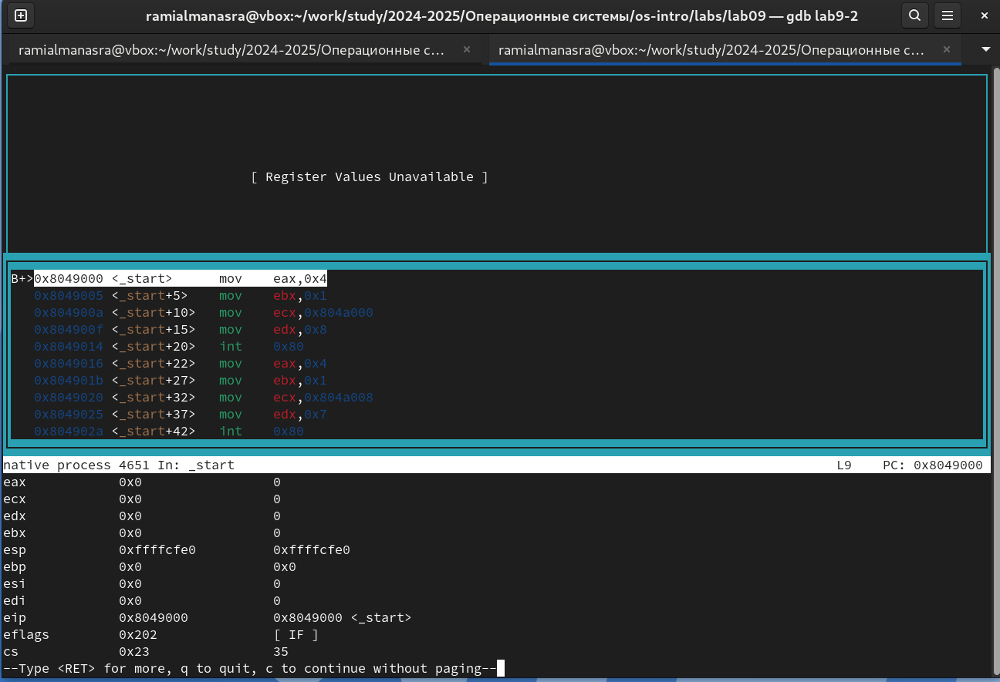 ramialmanasra@vbox:~/work/study/2024-2025/Операционные системы/os-intro/labs/lab09 — gdb lab9-2
ramialmanasra@vbox:~/work/study/2024-2025/Операционные с...
ramialmanasra@vbox:~/work/study/2024-2025/Операционные с...
[ Register Values Unavailable ]
B+>0x8049000 <_start> mov eax,0x4
0x8049005 <_start+5> mov ebx,0x1
0x804900a <_start+10> mov ecx,0x804a000
0x804900f <_start+15> mov edx,0x8
0x8049014 <_start+20> int 0x80
0x8049016 <_start+22> mov eax,0x4
0x804901b <_start+27> mov ebx,0x1
0x8049020 <_start+32> mov ecx,0x804a008
0x8049025 <_start+37> mov edx,0x7
0x804902a <_start+42> int 0x80
native process 4651 In: _start L9 PC: 0x8049000
eax 0x0 0
ecx 0x0 0
edx 0x0 0
ebx 0x0 0
esp 0xffffcfe0 0xffffcfe0
ebp 0x0 0x0
esi 0x0 0
edi 0x0 0
eip 0x8049000 0x8049000 <_start>
eflags 0x202 [ IF ]
cs 0x23 35
--Type <RET> for more, q to quit, c to continue without paging--